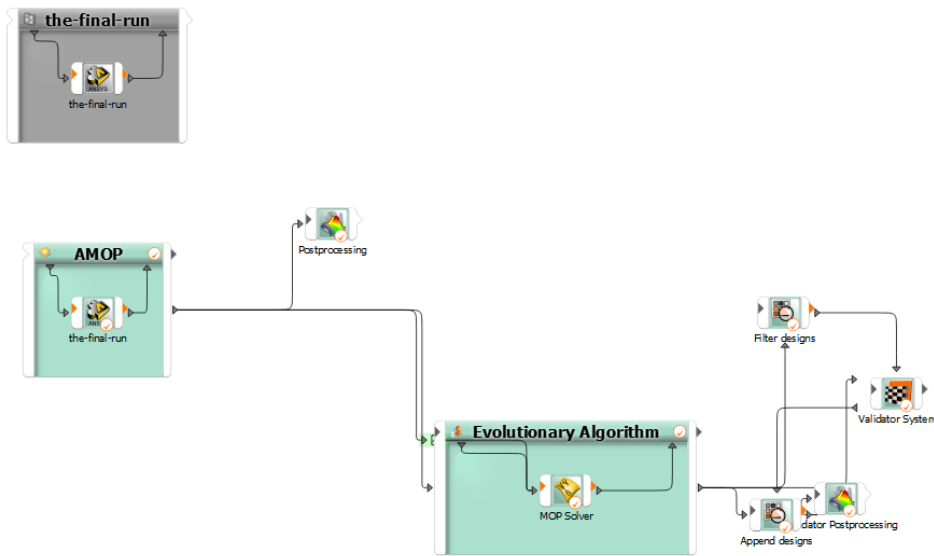 the-final-run
ANSYS
the-final-run
Postprocessing
AMOP
the-final-run
Filter designs
Validator System
Evolutionary Algorithm
MOP Solver
dator Postprocessing
Append designs